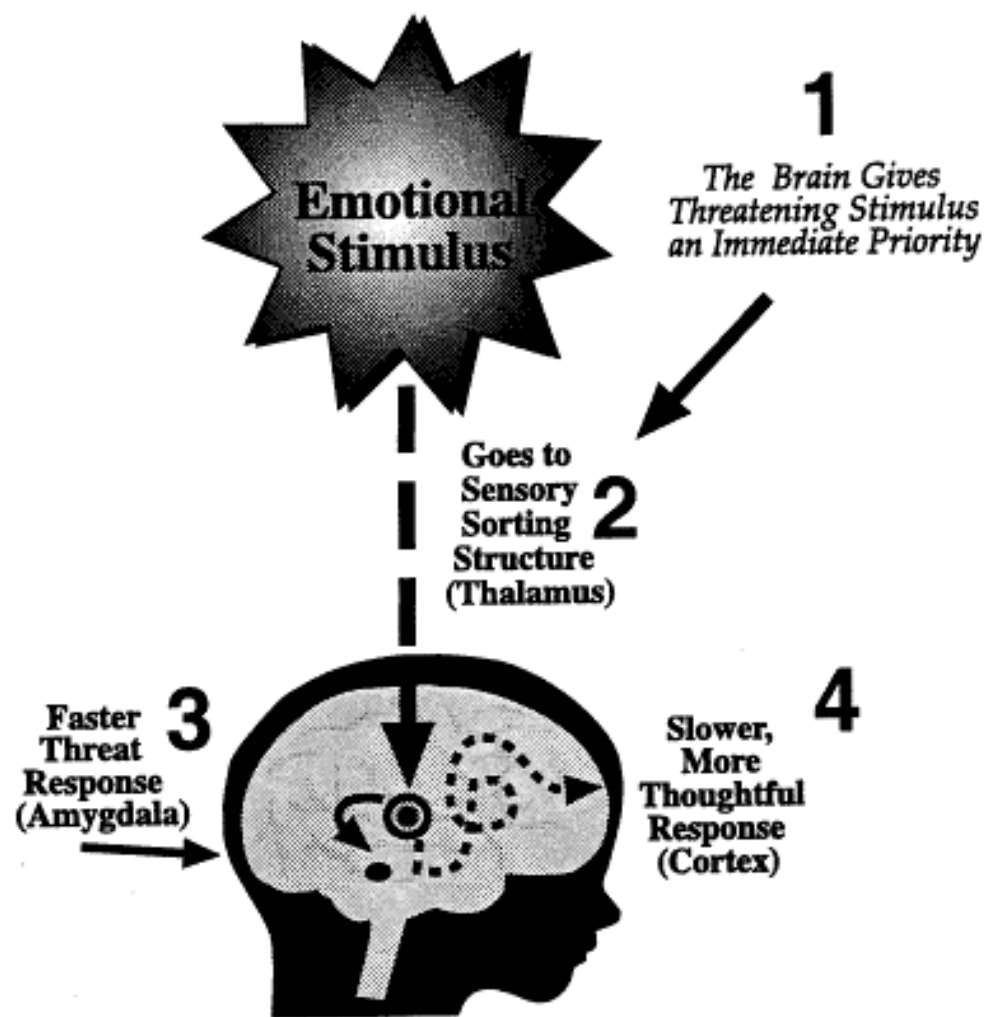 Emotional
Stimulus
1
The Brain Gives
Threatening Stimulus
an Immediate Priority
Goes to
Sensory
Sorting
Structure
(Thalamus)
2
3
Faster
Threat
Response
(Amygdala)
4
Slower,
More
Thoughtful
Response
(Cortex)